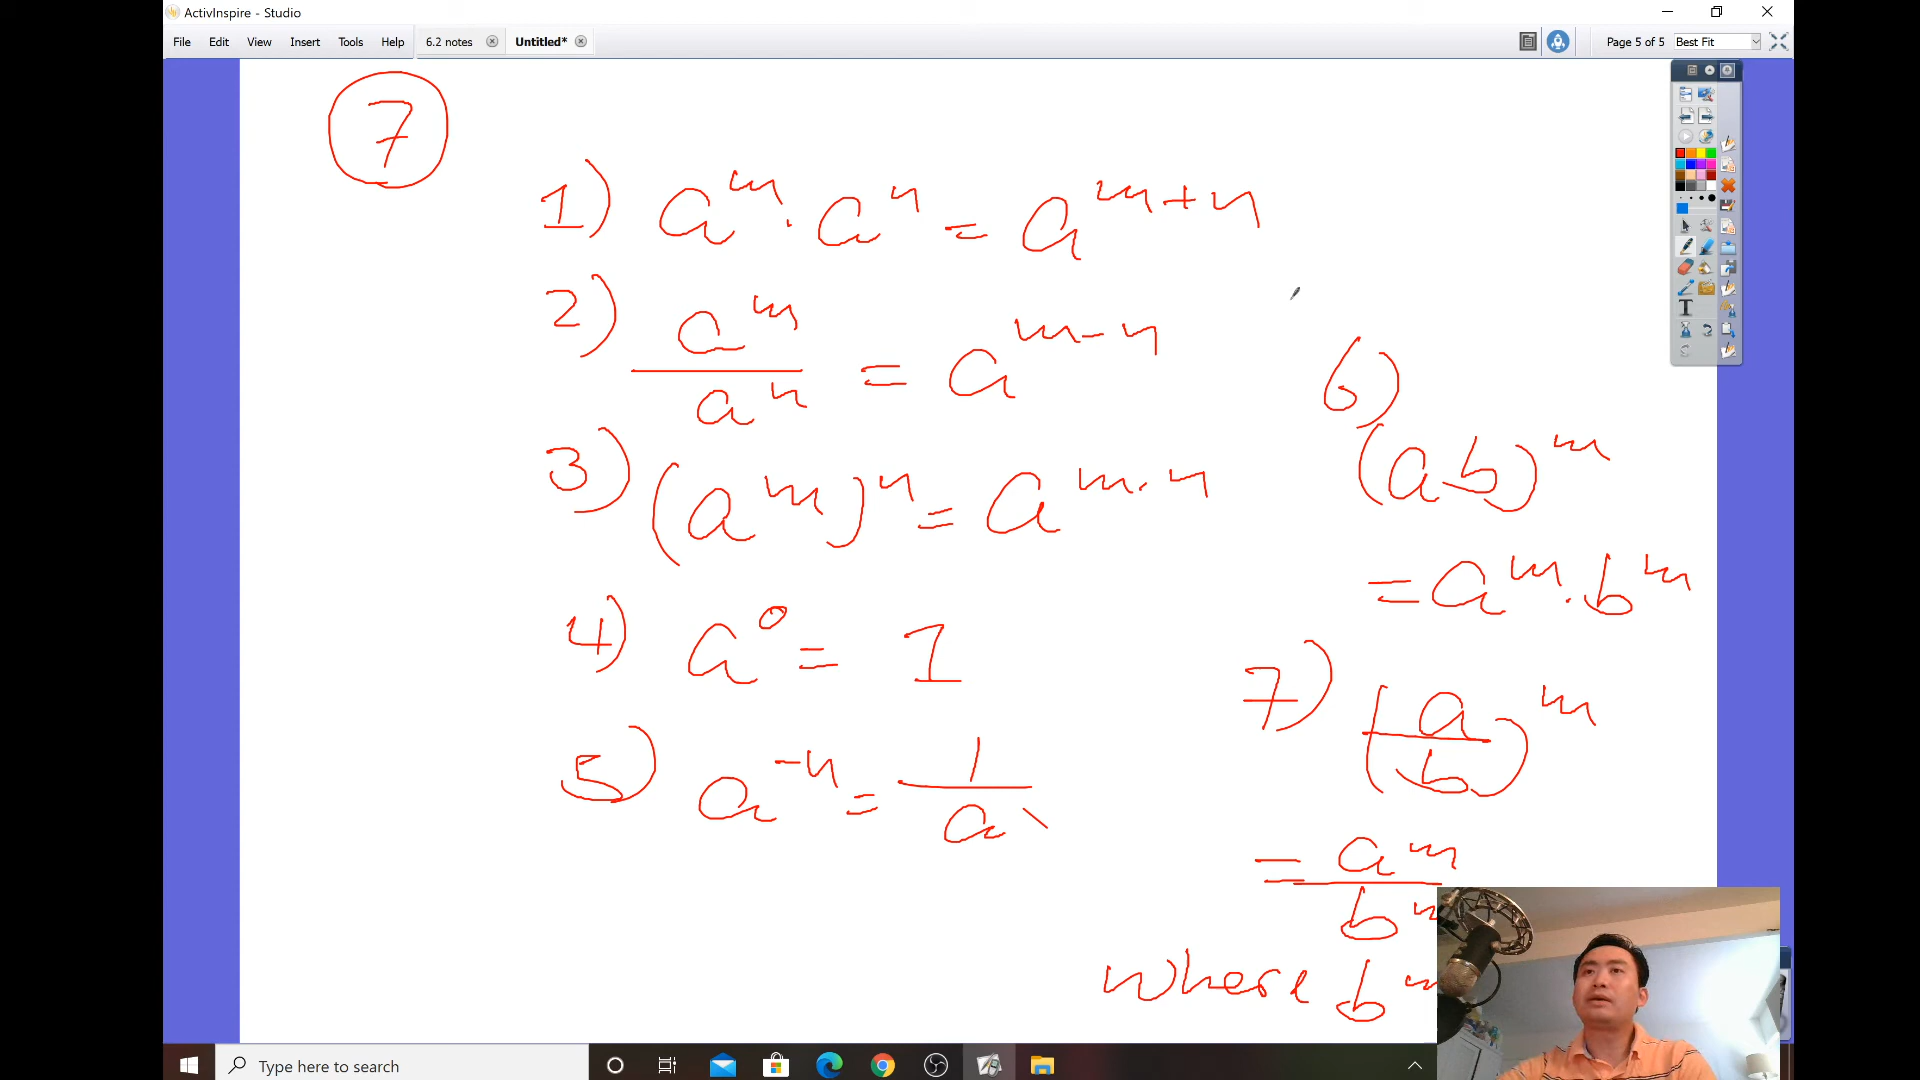 ActivInspire - Studio
File Edit View Insert Tools Help 6.2 notes Untitled* Page 5 of 5 Best Fit
7
1) a^m · a^n = a^(m+n)
2) a^m / a^n = a^(m-n)
3) (a^m)^n = a^(m·n)
4) a^0 = 1
5) a^-n = 1 / a
6)
(a·b)^m
= a^m · b^m
7) (a/b)^m
= a^m / b
where b^m
Type here to search